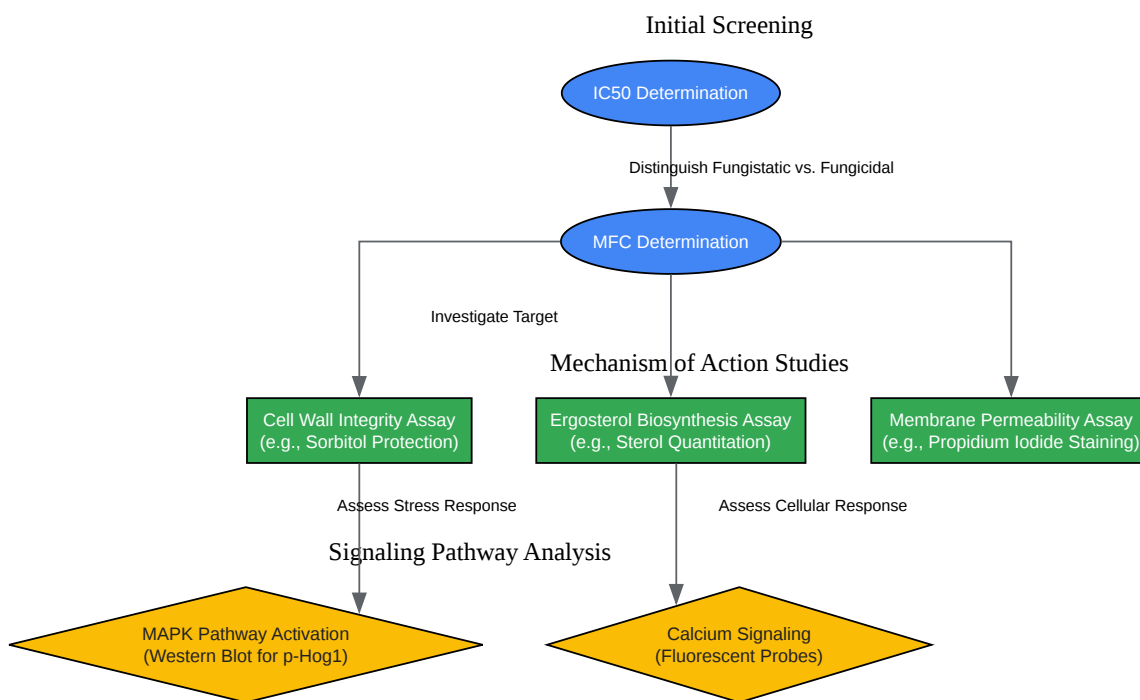 Initial Screening
IC50 Determination
Distinguish Fungistatic vs. Fungicidal
MFC Determination
Investigate Target
Mechanism of Action Studies
Cell Wall Integrity Assay
(e.g., Sorbitol Protection)
Ergosterol Biosynthesis Assay
(e.g., Sterol Quantitation)
Membrane Permeability Assay
(e.g., Propidium Iodide Staining)
Assess Stress Response
Assess Cellular Response
Signaling Pathway Analysis
MAPK Pathway Activation
(Western Blot for p-Hog1)
Calcium Signaling
(Fluorescent Probes)